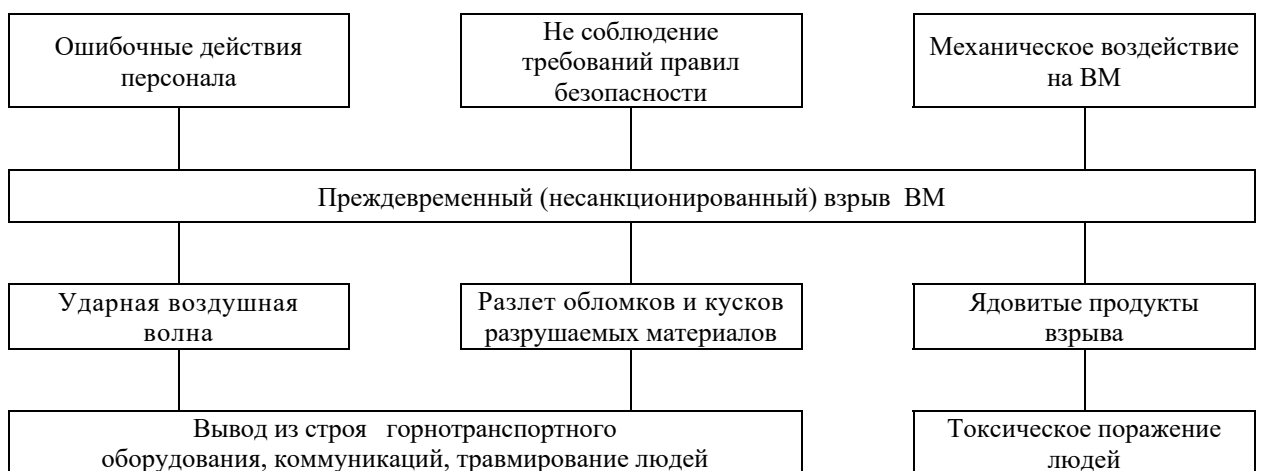 Ошибочные действия
персонала
Не соблюдение
требований правил
безопасности
Механическое воздействие
на ВМ
Преждевременный (несанкционированный) взрыв  ВМ
Ударная воздушная
волна
Разлет обломков и кусков
разрушаемых материалов
Ядовитые продукты
взрыва
Вывод из строя   горнотранспортного
оборудования, коммуникаций, травмирование людей
Токсическое поражение
людей